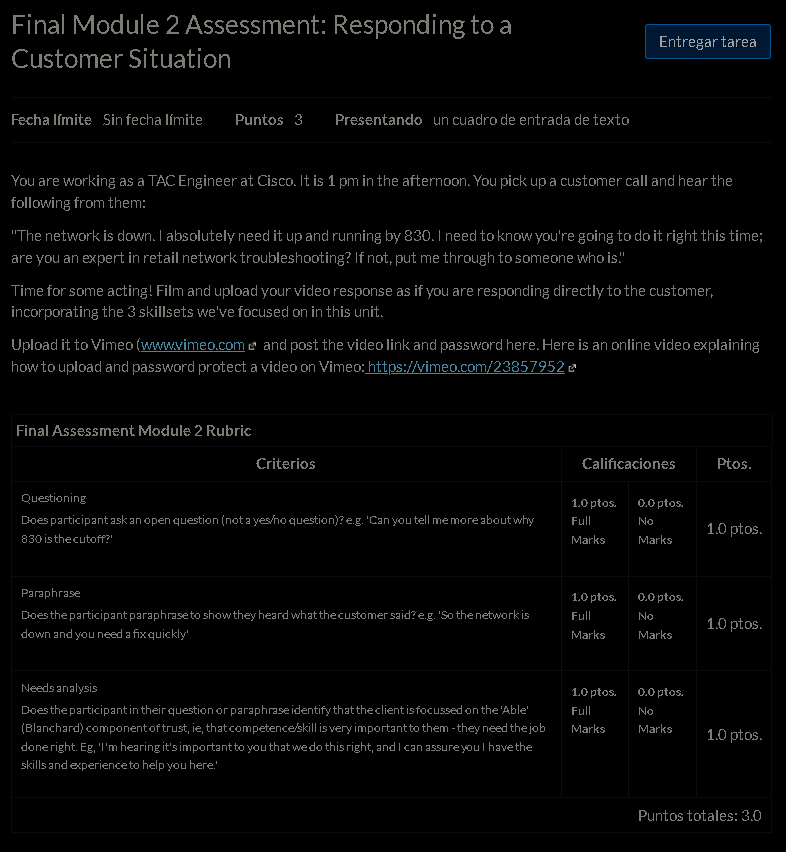 Final Module 2 Assessment: Responding to a
Customer Situation
Entregar tarea
Fecha límite Sin fecha límite Puntos 3 Presentando un cuadro de entrada de texto
You are working as a TAC Engineer at Cisco. It is 1 pm in the afternoon. You pick up a customer call and hear the
following from them:
"The network is down. I absolutely need it up and running by 830. I need to know you're going to do it right this time;
are you an expert in retail network troubleshooting? If not, put me through to someone who is."
Time for some acting! Film and upload your video response as if you are responding directly to the customer,
incorporating the 3 skillsets we've focused on in this unit.
Upload it to Vimeo (www.vimeo.com and post the video link and password here. Here is an online video explaining
how to upload and password protect a video on Vimeo: https://vimeo.com/23857952
Final Assessment Module 2 Rubric
Criterios Calificaciones Ptos.
Questioning
Does participant ask an open question (not a yes/no question)? e.g. 'Can you tell me more about why
830 is the cutoff?'
1.0 ptos.
Full
Marks
0.0 ptos.
No
Marks
1.0 ptos.
Paraphrase
Does the participant paraphrase to show they heard what the customer said? e.g. 'So the network is
down and you need a fix quickly'
1.0 ptos.
Full
Marks
0.0 ptos.
No
Marks
1.0 ptos.
Needs analysis
Does the participant in their question or paraphrase identify that the client is focussed on the 'Able'
(Blanchard) component of trust, ie, that competence/skill is very important to them - they need the job
done right. Eg, 'I'm hearing it's important to you that we do this right, and I can assure you I have the
skills and experience to help you here.'
1.0 ptos.
Full
Marks
0.0 ptos.
No
Marks
1.0 ptos.
Puntos totales: 3.0